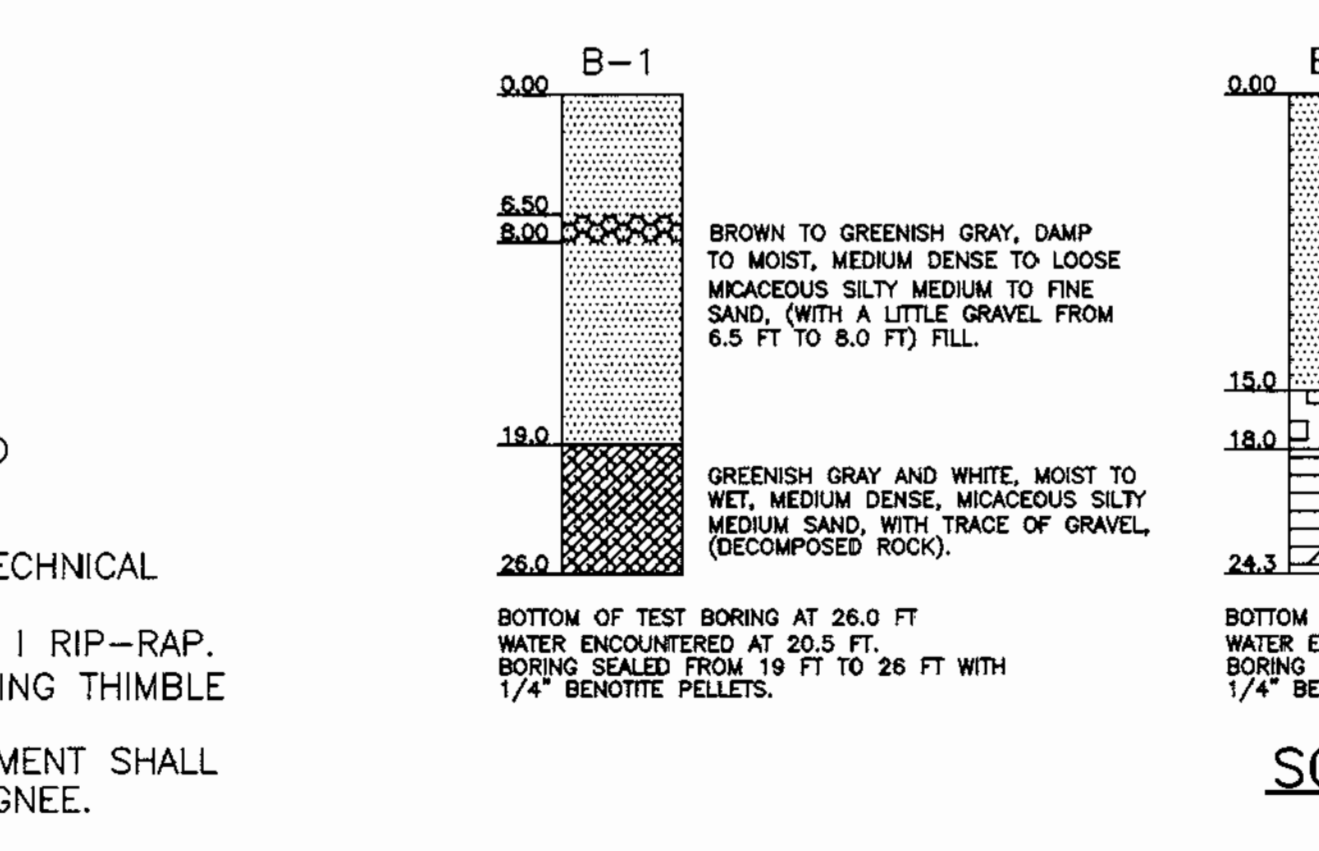 ECHNICAL
I RIP-RAP.
ING THIMBLE
MENT SHALL
GNEE.
B-1
0.00
6.50
8.00
19.0
26.0
BROWN TO GREENISH GRAY, DAMP
TO MOIST, MEDIUM DENSE TO LOOSE
MICACEOUS SILTY MEDIUM TO FINE
SAND, (WITH A LITTLE GRAVEL FROM
6.5 FT TO 8.0 FT) FILL.
GREENISH GRAY AND WHITE, MOIST TO
WET, MEDIUM DENSE, MICACEOUS SILTY
MEDIUM SAND, WITH TRACE OF GRAVEL,
(DECOMPOSED ROCK).
BOTTOM OF TEST BORING AT 26.0 FT
WATER ENCOUNTERED AT 20.5 FT.
BORING SEALED FROM 19 FT TO 26 FT WITH
1/4" BENOTITE PELLETS.
0.00
15.0
18.0
24.3
BOTTOM
WATER E
BORING
1/4" BE
SO